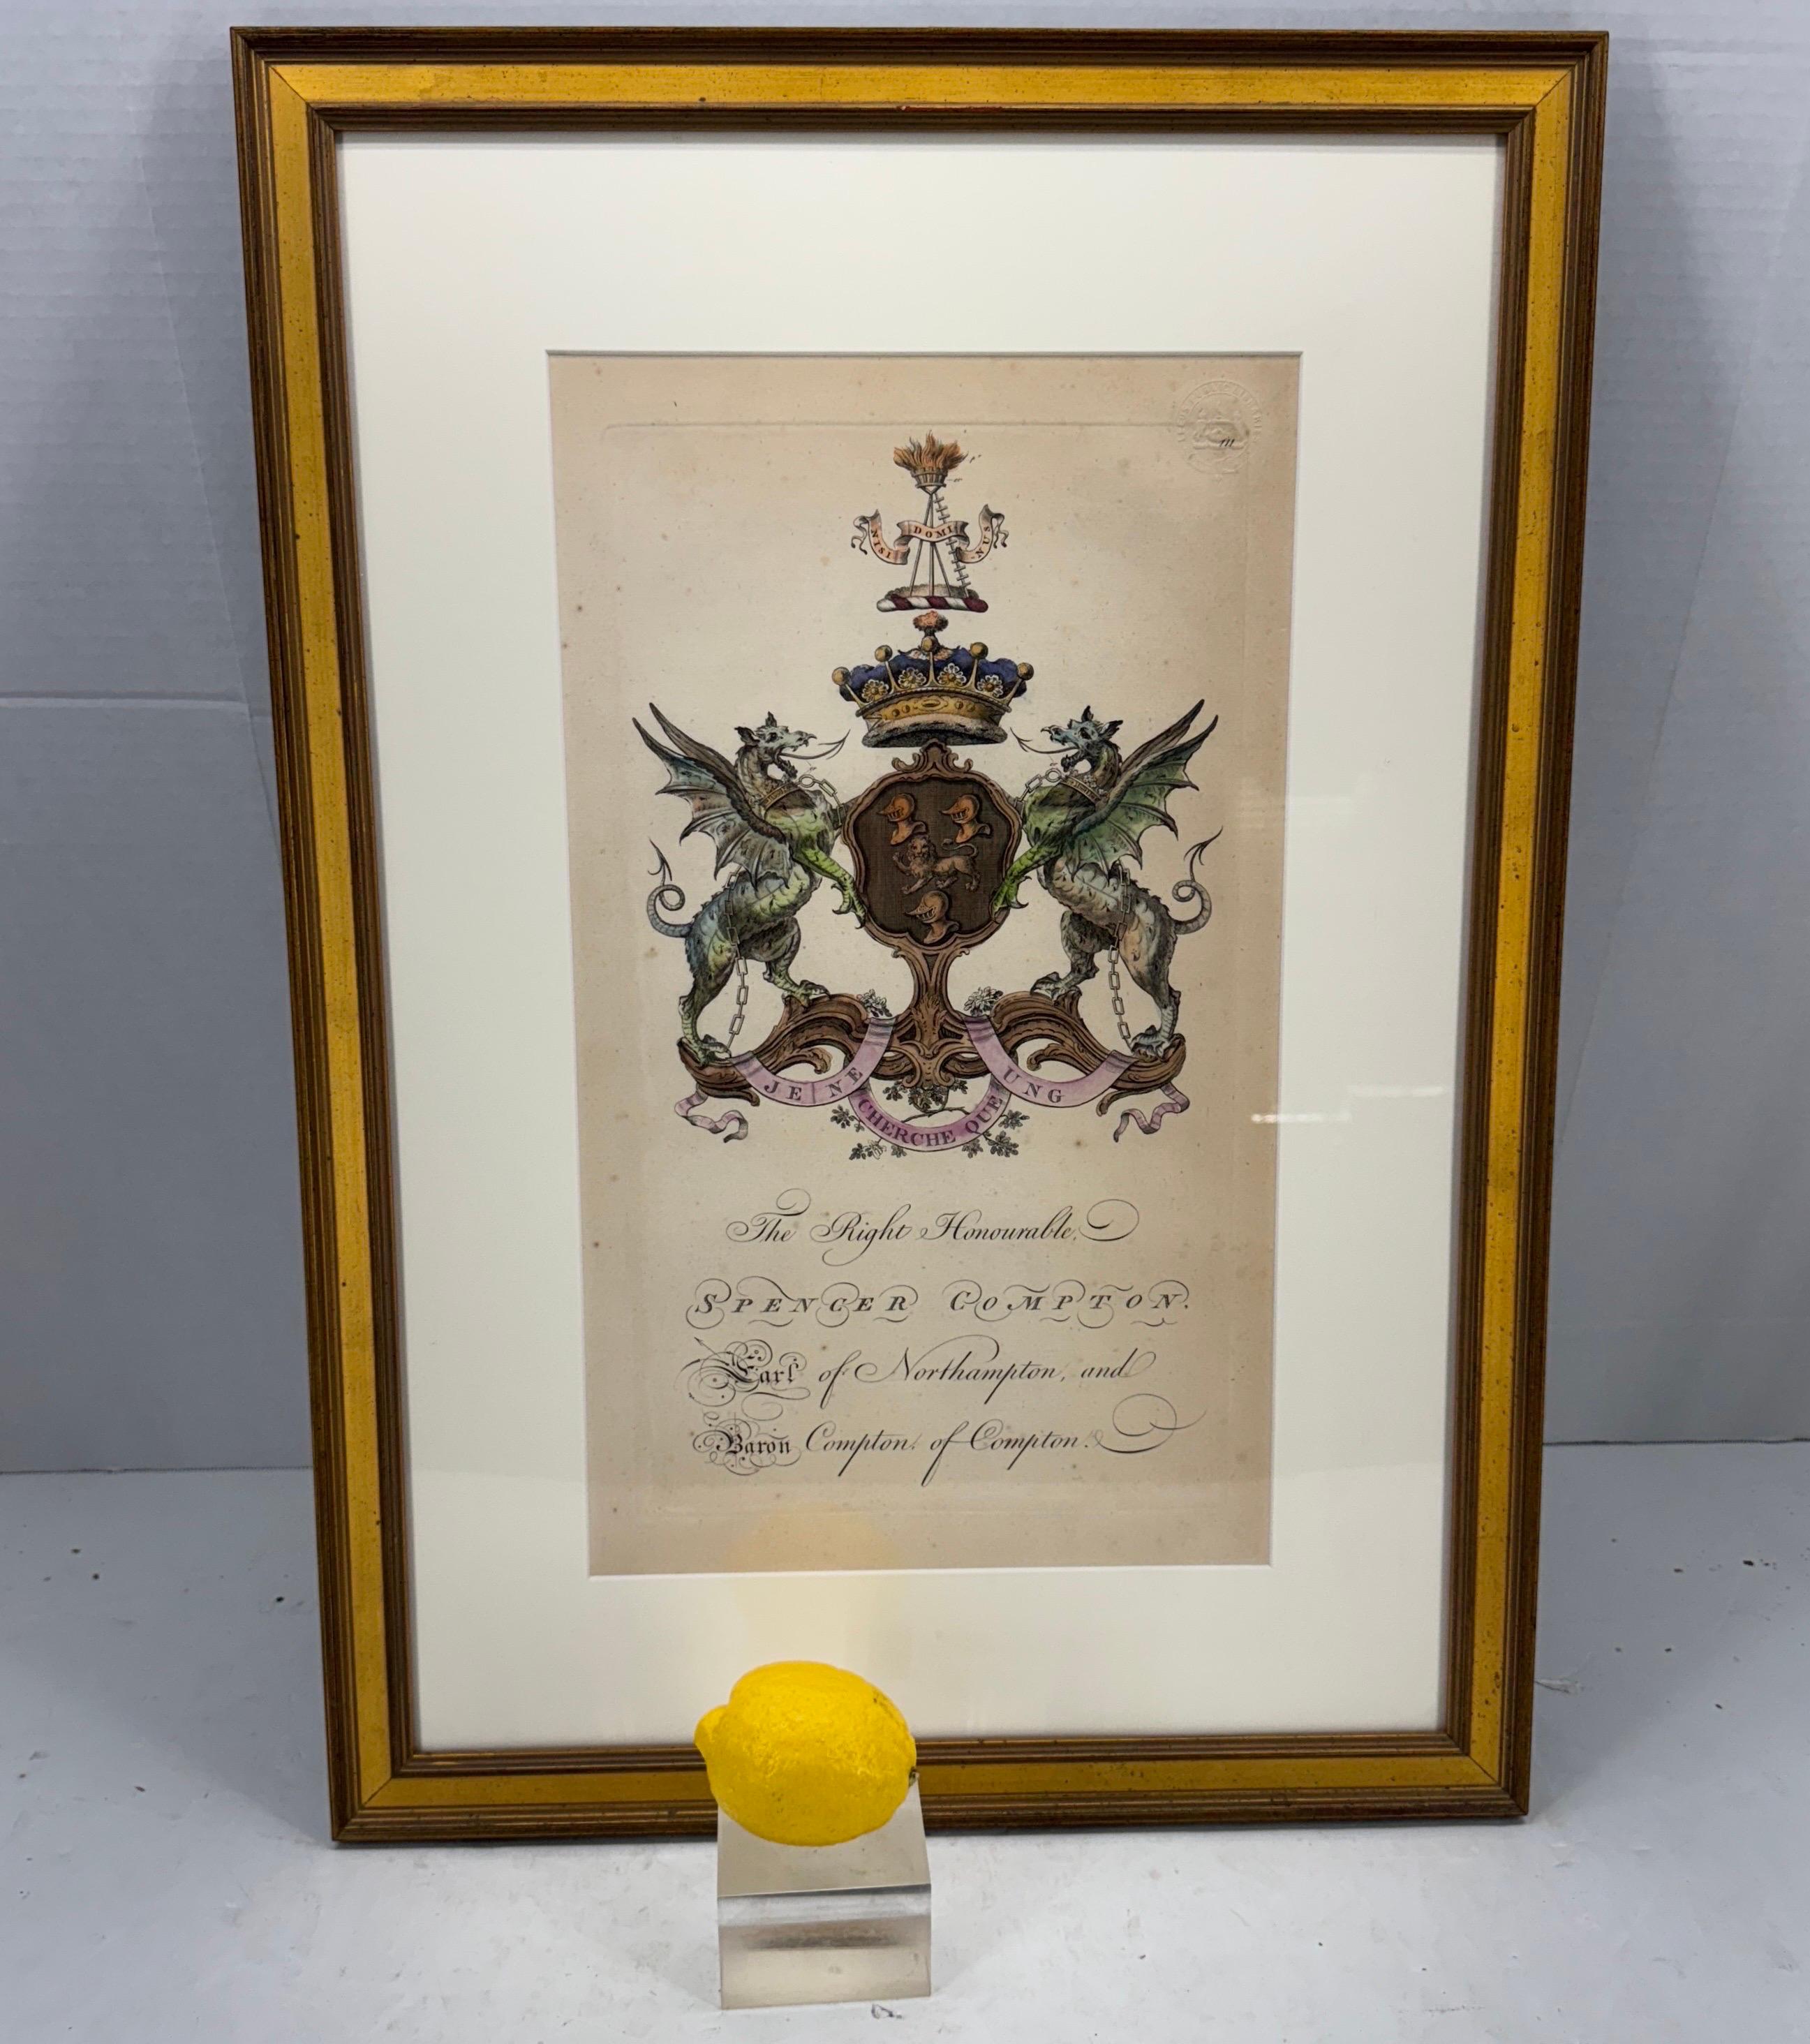 NISI DOMINUS
JE NE CHERCHE QUE UNG
The Right Honourable.
SPENCER COMPTON.
Earl of Northampton, and
Baron Compton of Compton.